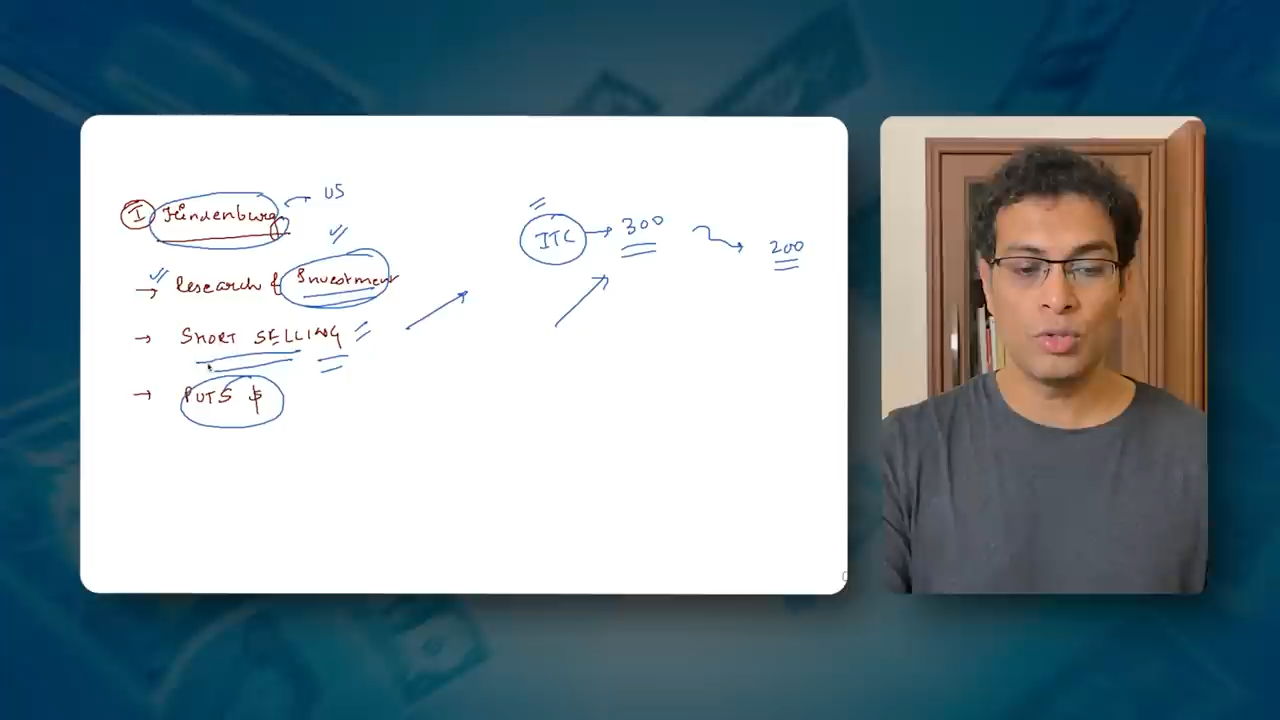 I Hindenburg US
→ Research & Investment
→ SHORT SELLING
→ PUTS $
ITC → 300 200